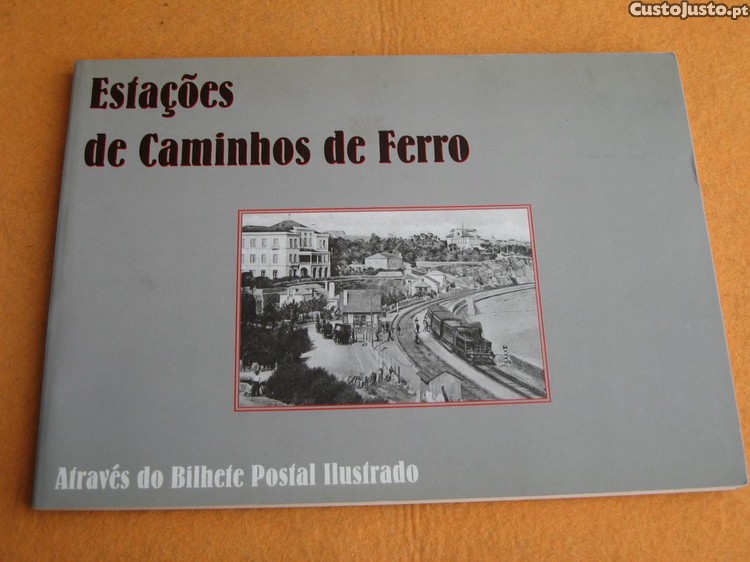 CustoJusto.pt
Estações
de Caminhos de Ferro
Através do Bilhete Postal Ilustrado